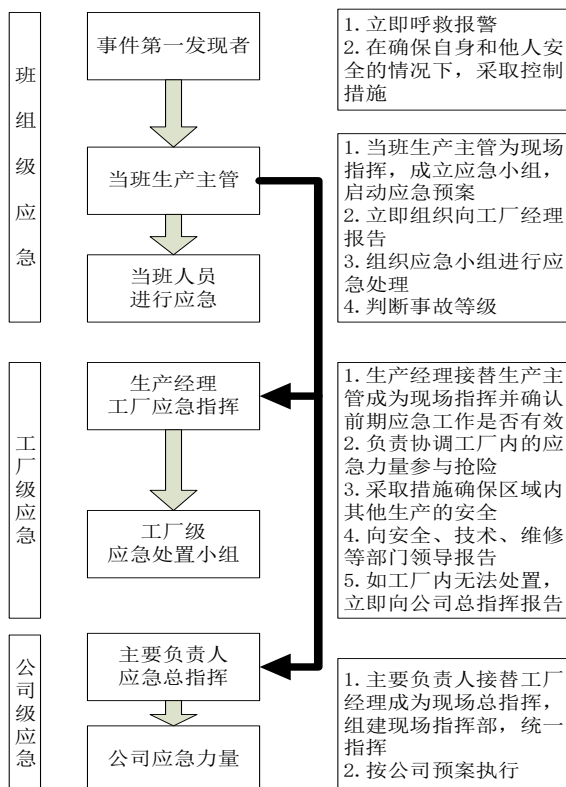 班组级应急
事件第一发现者
1. 立即呼救报警
2. 在确保自身和他人安
全的情况下，采取控制
措施
当班生产主管
1. 当班生产主管为现场
指挥，成立应急小组，
启动应急预案
2. 立即组织向工厂经理
报告
3. 组织应急小组进行应
急处理
4. 判断事故等级
当班人员
进行应急
工厂级应急
生产经理
工厂应急指挥
1. 生产经理接替生产主
管成为现场指挥并确认
前期应急工作是否有效
2. 负责协调工厂内的应
急力量参与抢险
3. 采取措施确保区域内
其他生产的安全
4. 向安全、技术、维修
等部门领导报告
5. 如工厂内无法处置，
立即向公司总指挥报告
工厂级
应急处置小组
公司级应急
主要负责人
应急总指挥
1. 主要负责人接替工厂
经理成为现场总指挥，
组建现场指挥部，统一
指挥
2. 按公司预案执行
公司应急力量